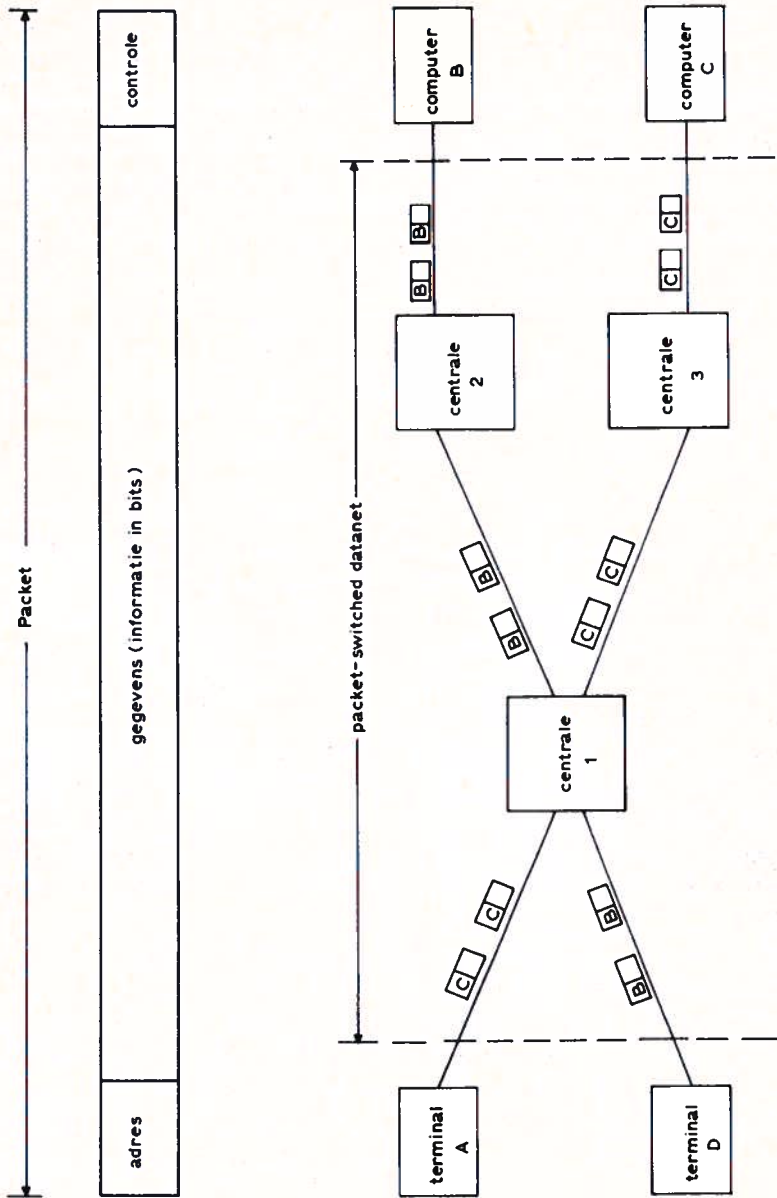 Packet
adres
gegevens (informatie in bits)
controle
packet-switched datanet
terminal
A
C
C
B
B
centrale
2
B
B
computer
B
centrale
1
terminal
D
B
B
C
C
centrale
3
C
C
computer
C